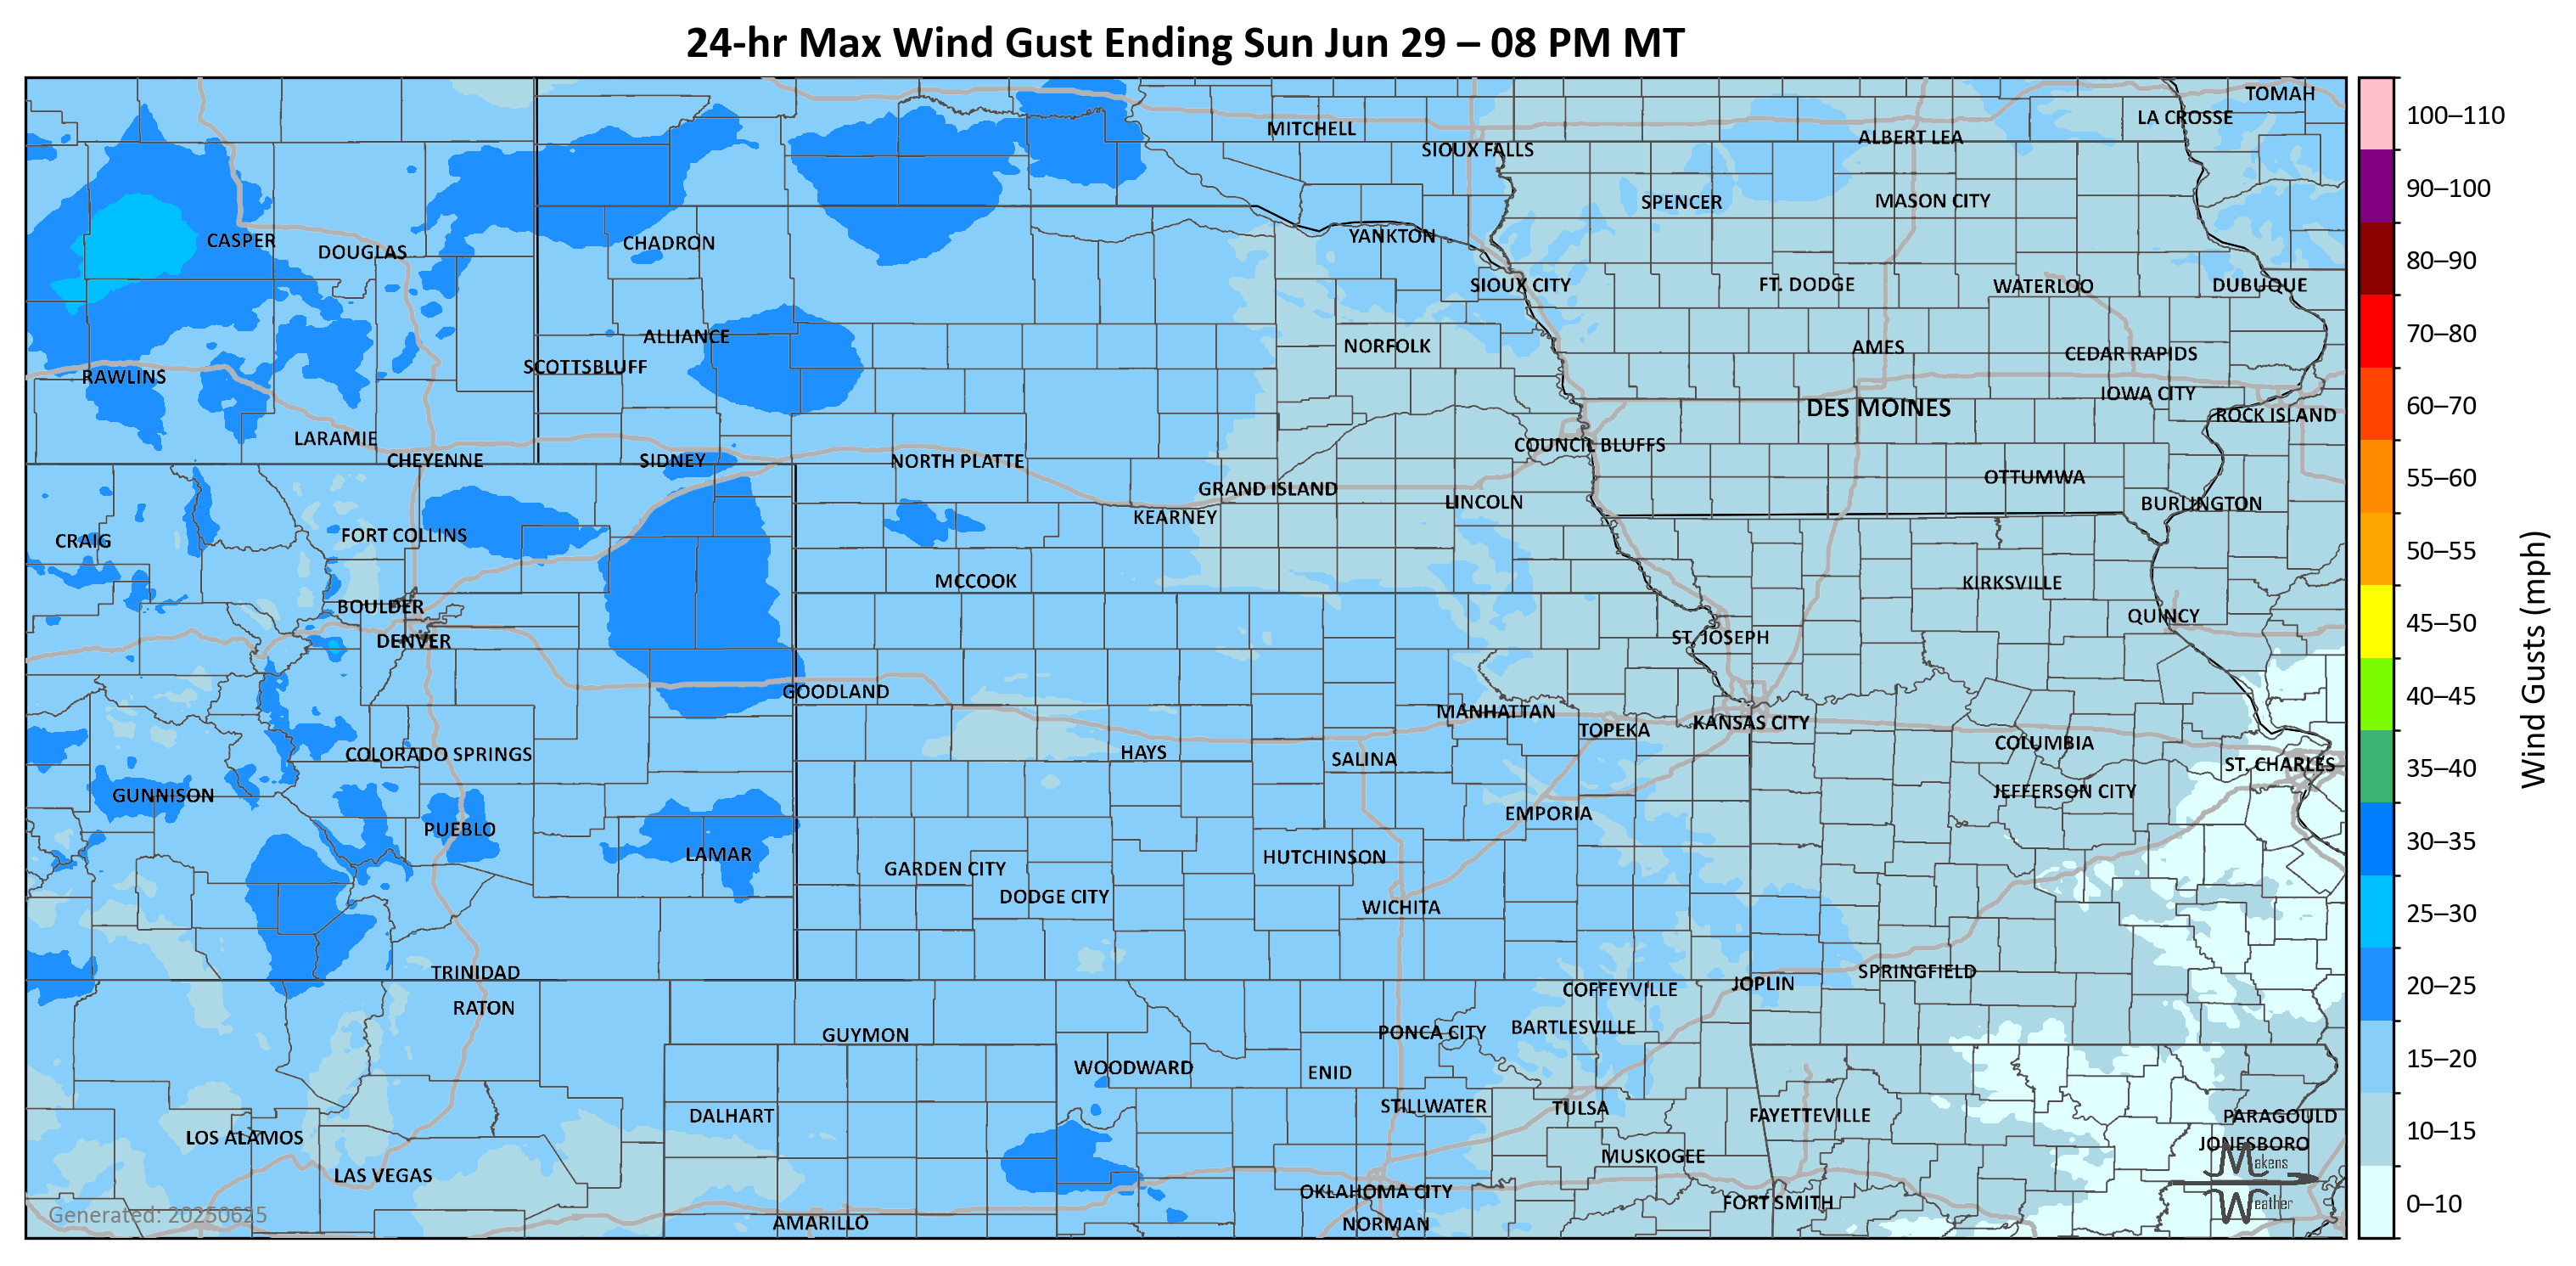 24-hr Max Wind Gust Ending Sun Jun 29 – 08 PM MT
TOMAH
LA CROSSE
MITCHELL
ALBERT LEA
SIOUX FALLS
SPENCER
MASON CITY
YANKTON
CASPER
CHADRON
DOUGLAS
SIOUX CITY
FT. DODGE
WATERLOO
DUBUQUE
ALLIANCE
NORFOLK
AMES
CEDAR RAPIDS
SCOTTSBLUFF
RAWLINS
IOWA CITY
DES MOINES
ROCK ISLAND
LARAMIE
COUNCIL BLUFFS
CHEYENNE
SIDNEY
NORTH PLATTE
OTTUMWA
GRAND ISLAND
LINCOLN
BURLINGTON
KEARNEY
FORT COLLINS
CRAIG
MCCOOK
KIRKSVILLE
BOULDER
QUINCY
DENVER
ST. JOSEPH
GOODLAND
MANHATTAN
KANSAS CITY
TOPEKA
COLUMBIA
COLORADO SPRINGS
HAYS
SALINA
ST. CHARLES
GUNNISON
JEFFERSON CITY
EMPORIA
PUEBLO
LAMAR
HUTCHINSON
GARDEN CITY
DODGE CITY
WICHITA
TRINIDAD
SPRINGFIELD
JOPLIN
COFFEYVILLE
RATON
BARTLESVILLE
PONCA CITY
GUYMON
WOODWARD
ENID
STILLWATER
TULSA
DALHART
FAYETTEVILLE
PARAGOULD
LOS ALAMOS
JONESBORO
MUSKOGEE
LAS VEGAS
OKLAHOMA CITY
FORT SMITH
AMARILLO
NORMAN
Generated: 20250625
Makens
Weather
100–110
90–100
80–90
70–80
60–70
55–60
50–55
45–50
40–45
35–40
30–35
25–30
20–25
15–20
10–15
0–10
Wind Gusts (mph)